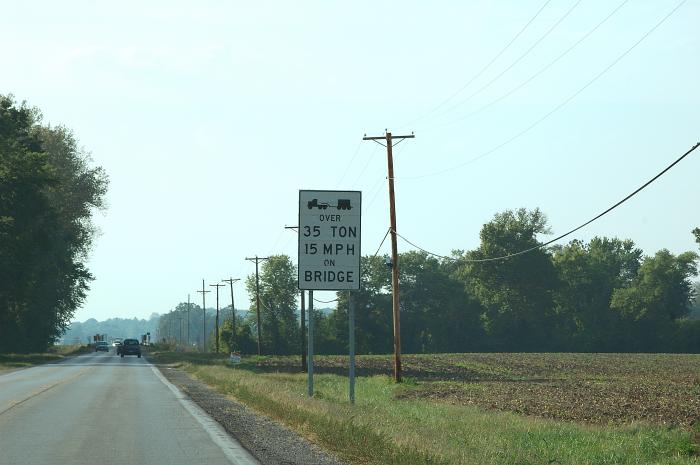 OVER
35 TON
15 MPH
ON
BRIDGE